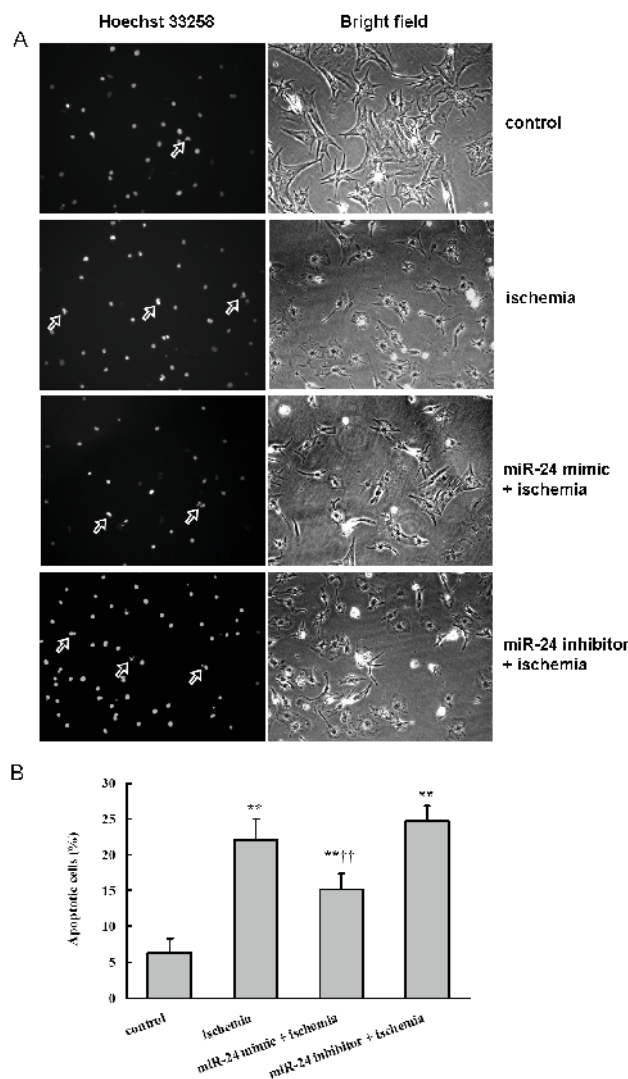 Hoechst 33258
Bright field
A
control
ischemia
miR-24 mimic
+ ischemia
miR-24 inhibitor
+ ischemia
B
Apoptotic cells (%)
30
25
20
15
10
5
0
**
**††
**
control
ischemia
miR-24 mimic + ischemia
miR-24 inhibitor + ischemia